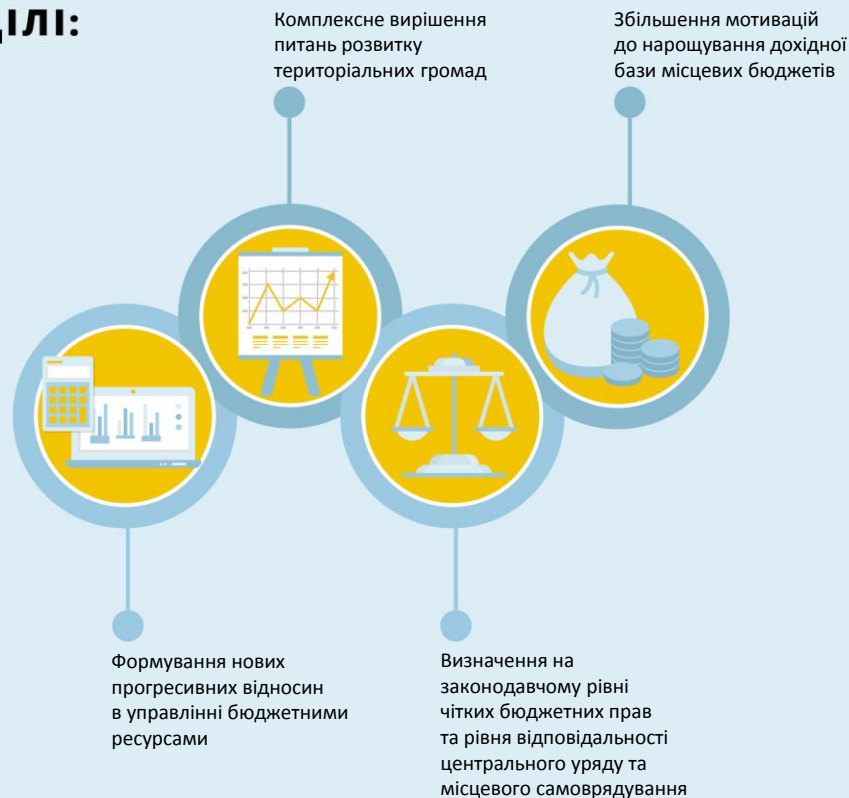 ЦІЛІ:
Комплексне вирішення
питань розвитку
територіальних громад
Збільшення мотивацій
до нарощування дохідної
бази місцевих бюджетів
Формування нових
прогресивних відносин
в управлінні бюджетними
ресурсами
Визначення на
законодавчому рівні
чітких бюджетних прав
та рівня відповідальності
центрального уряду та
місцевого самоврядування